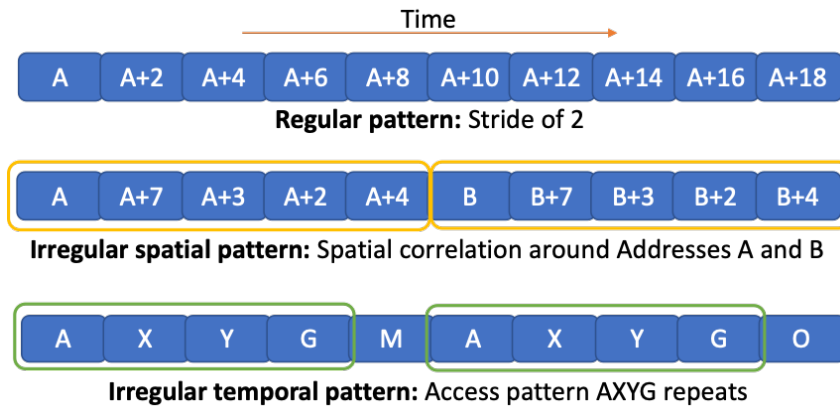 Time
A A+2 A+4 A+6 A+8 A+10 A+12 A+14 A+16 A+18
Regular pattern: Stride of 2
A A+7 A+3 A+2 A+4 B B+7 B+3 B+2 B+4
Irregular spatial pattern: Spatial correlation around Addresses A and B
A X Y G M A X Y G O
Irregular temporal pattern: Access pattern AXYG repeats